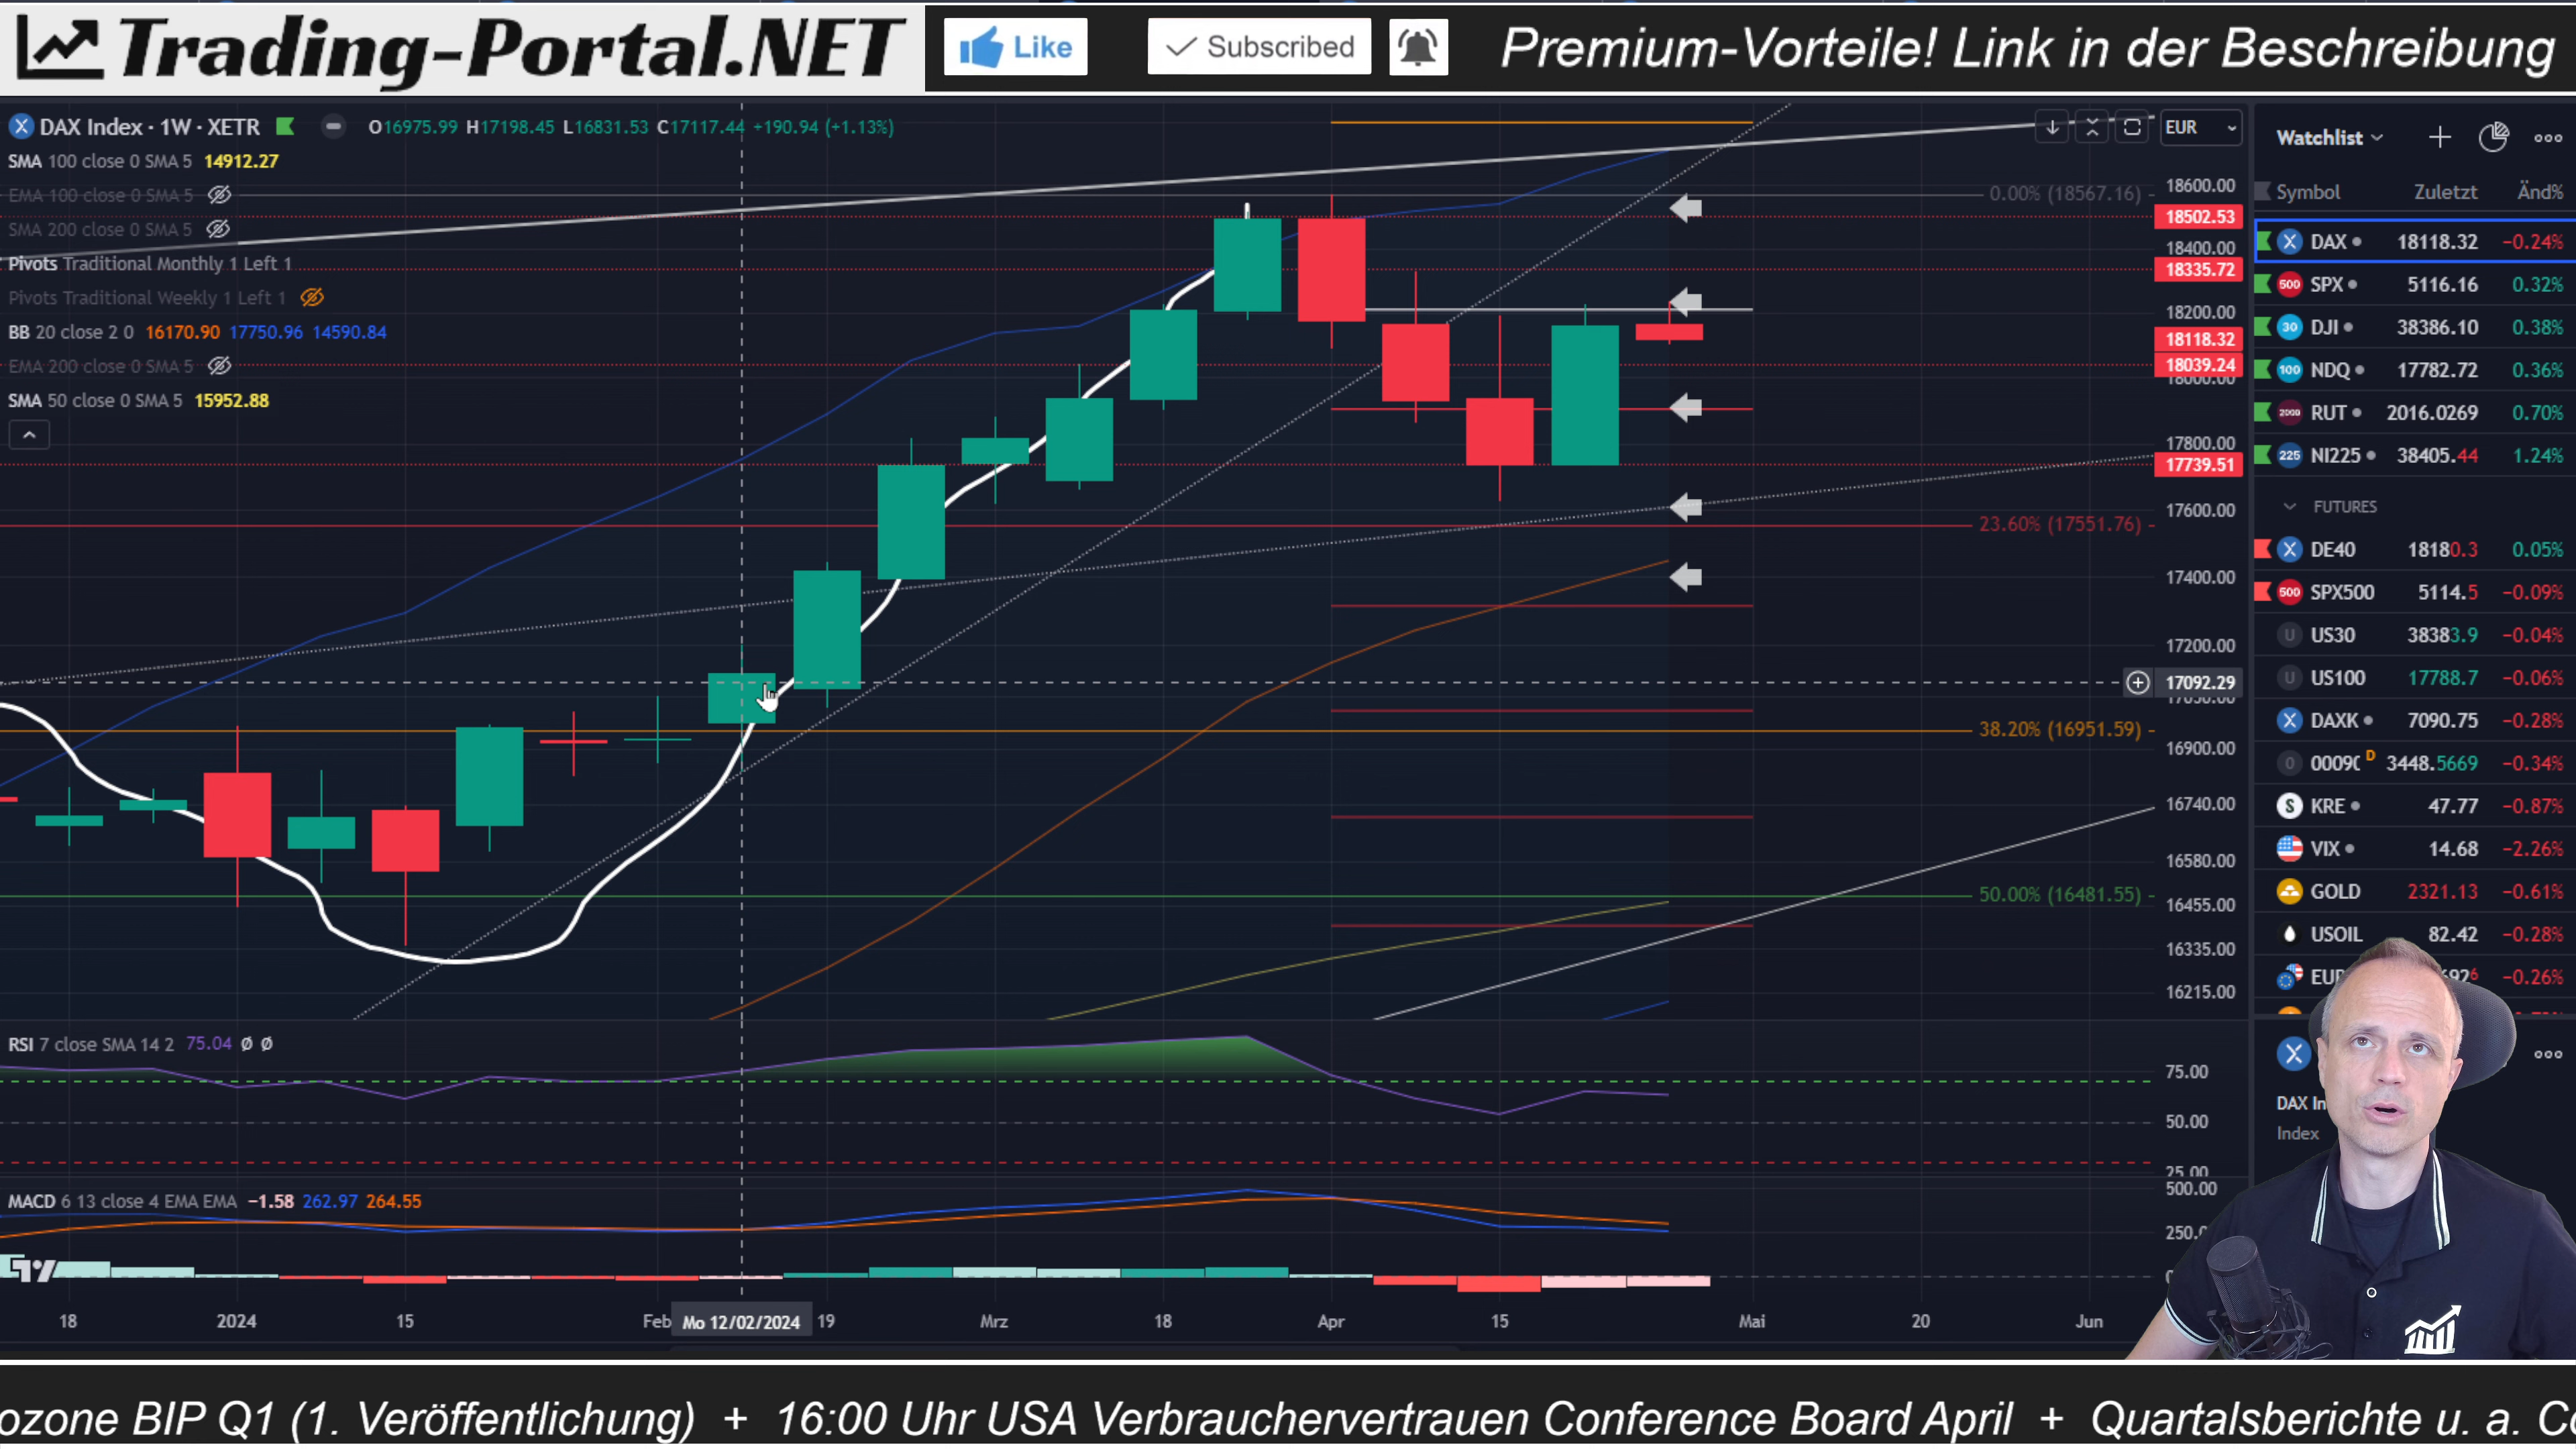 Trading-Portal.NET
Like
Subscribed
Premium-Vorteile! Link in der Beschreibung
DAX Index · 1W · XETR O16975.99 H17198.45 L16831.53 C17117.44 +190.94 (+1.13%)
SMA 100 close 0 SMA 5 14912.27
EMA 100 close 0 SMA 5
SMA 200 close 0 SMA 5
Pivots Traditional Monthly 1 Left 1
Pivots Traditional Weekly 1 Left 1
BB 20 close 2 0 16170.90 17750.96 14590.84
EMA 200 close 0 SMA 5
SMA 50 close 0 SMA 5 15952.88
0.00% (18567.16)
23.60% (17551.76)
38.20% (16951.59)
50.00% (16481.55)
EUR
18600.00
18502.53
18400.00
18335.72
18200.00
18118.32
18039.24
18000.00
17800.00
17739.51
17600.00
17400.00
17200.00
17092.29
16900.00
16740.00
16580.00
16455.00
16335.00
16215.00
RSI 7 close SMA 14 2 75.04 Ø Ø
75.00
50.00
25.00
MACD 6 13 close 4 EMA EMA −1.58 262.97 264.55
500.00
18 2024 15 Feb Mo 12/02/2024 19 Mrz 18 Apr 15 Mai 20 Jun
Watchlist
Symbol Zuletzt Änd%
DAX 18118.32 −0.24%
500 SPX 5116.16 0.32%
30 DJI 38386.10 0.38%
100 NDQ 17782.72 0.36%
2000 RUT 2016.0269 0.70%
225 NI225 38405.44 1.24%
FUTURES
DE40 18180.3 0.05%
500 SPX500 5114.5 −0.09%
U US30 38383.9 −0.04%
U US100 17788.7 −0.06%
DAXK 7090.75 −0.28%
0 0009 D 3448.5669 −0.34%
S KRE 47.77 −0.87%
VIX 14.68 −2.26%
GOLD 2321.13 −0.61%
USOIL 82.42 −0.28%
−0.26%
DAX In
Index
BIP Q1 (1. Veröffentlichung) + 16:00 Uhr USA Verbrauchervertrauen Conference Board April + Quartalsberichte u. a.